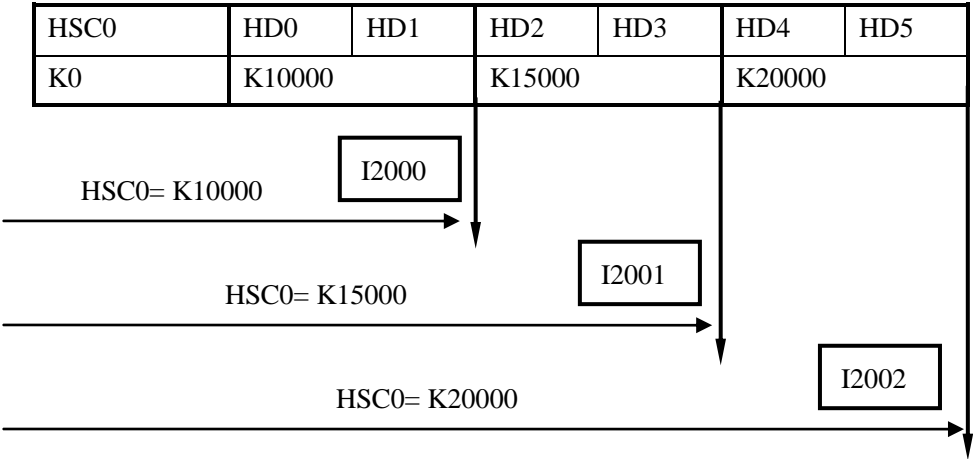 HSC0 HD0 HD1 HD2 HD3 HD4 HD5
K0 K10000 K15000 K20000
I2000
HSC0= K10000
I2001
HSC0= K15000
I2002
HSC0= K20000